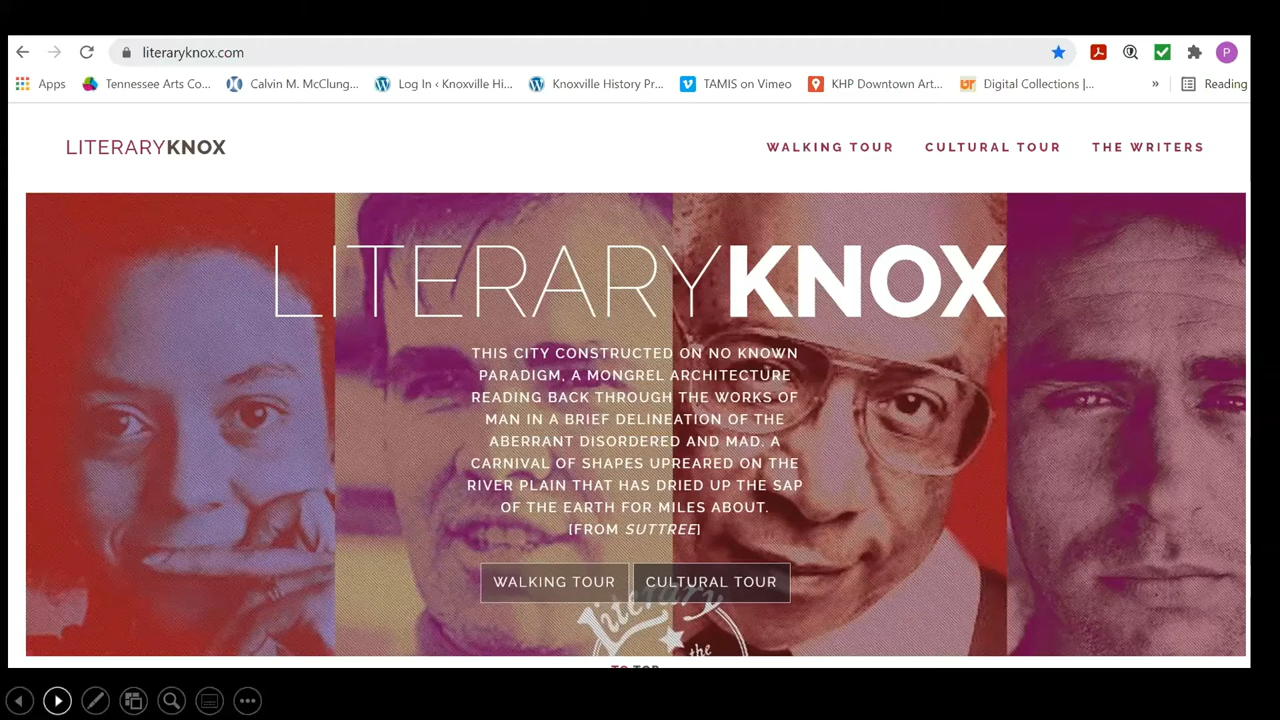 literaryknox.com
P
Apps
Tennessee Arts Co...
Calvin M. McClung...
Log In ‹ Knoxville Hi...
Knoxville History Pr...
TAMIS on Vimeo
KHP Downtown Art...
Digital Collections |...
»
Reading
LITERARYKNOX
WALKING TOUR
CULTURAL TOUR
THE WRITERS
LITERARYKNOX
THIS CITY CONSTRUCTED ON NO KNOWN
PARADIGM, A MONGREL ARCHITECTURE
READING BACK THROUGH THE WORKS OF
MAN IN A BRIEF DELINEATION OF THE
ABERRANT DISORDERED AND MAD. A
CARNIVAL OF SHAPES UPREARED ON THE
RIVER PLAIN THAT HAS DRIED UP THE SAP
OF THE EARTH FOR MILES ABOUT.
[FROM SUTTREE]
WALKING TOUR
CULTURAL TOUR
Literary
the
TO TOP